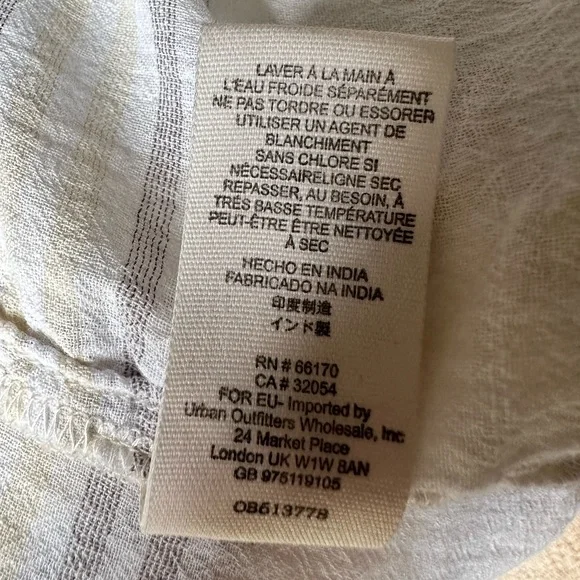 LAVER À LA MAIN À
L'EAU FROIDE SÉPARÉMENT
NE PAS TORDRE OU ESSORER
UTILISER UN AGENT DE
BLANCHIMENT
SANS CHLORE SI
NÉCESSAIRELIGNE SEC
REPASSER, AU BESOIN, À
TRÈS BASSE TEMPÉRATURE
PEUT-ÊTRE ÊTRE NETTOYÉE
À SEC
HECHO EN INDIA
FABRICADO NA INDIA
印度制造
インド製
RN # 66170
CA # 32054
FOR EU- Imported by
Urban Outfitters Wholesale, Inc
24 Market Place
London UK W1W 8AN
GB 975119105
OB613778